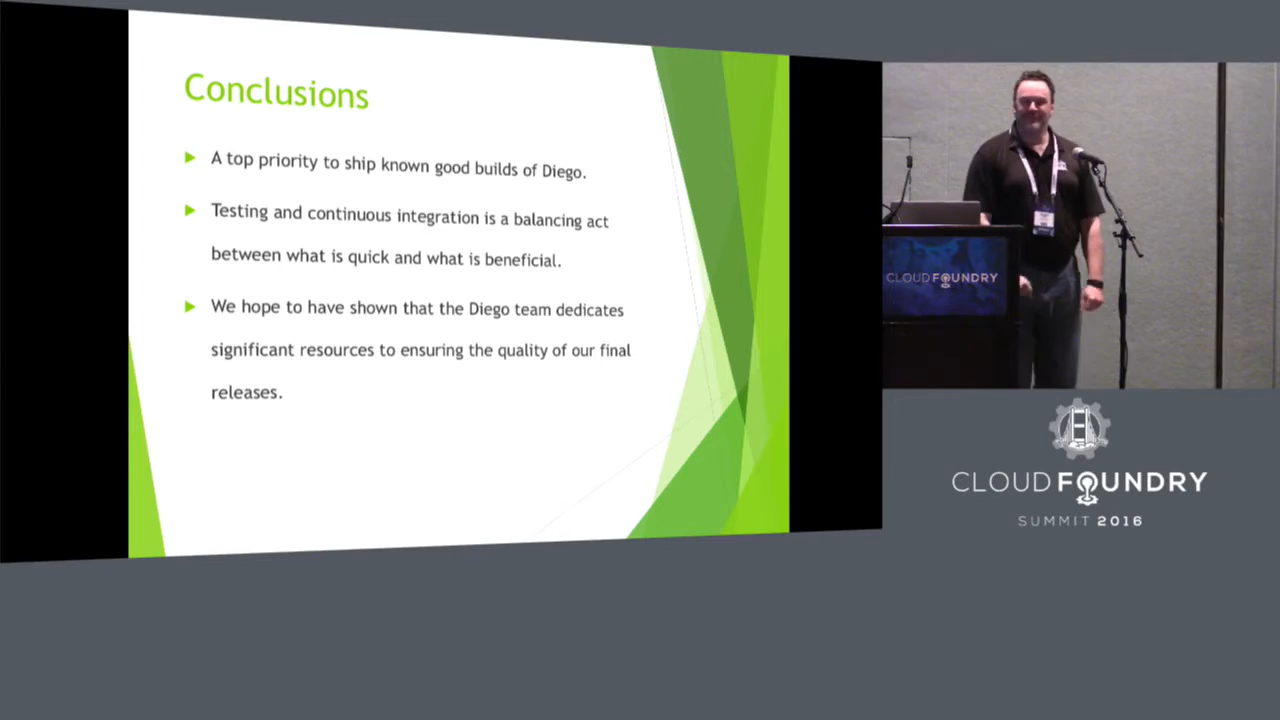 Conclusions
A top priority to ship known good builds of Diego.
Testing and continuous integration is a balancing act
between what is quick and what is beneficial.
We hope to have shown that the Diego team dedicates
significant resources to ensuring the quality of our final
releases.
CLOUD FOUNDRY
CLOUD FOUNDRY
SUMMIT 2016